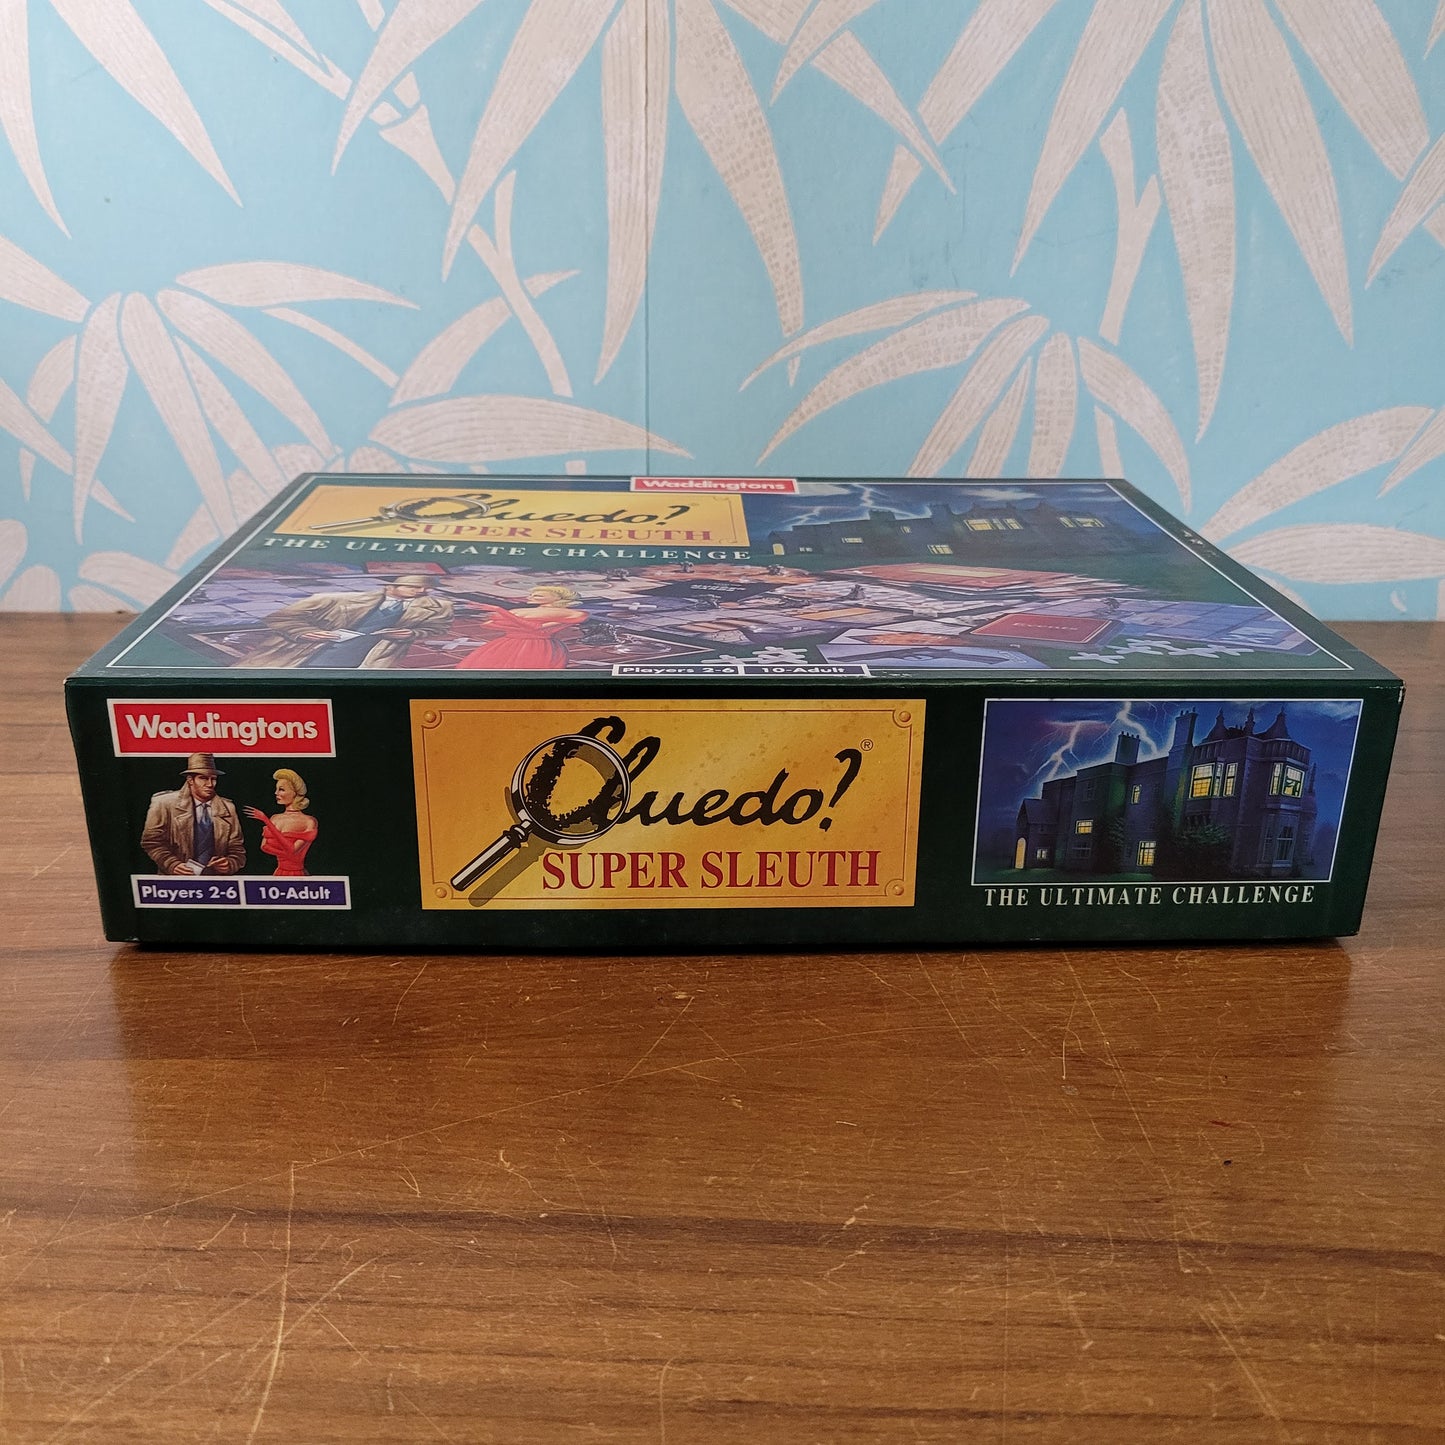 Waddingtons
Cluedo?
SUPER SLEUTH
THE ULTIMATE CHALLENGE
Players 2-6 10-Adult
Waddingtons
Players 2-6 10-Adult
Cluedo? ®
SUPER SLEUTH
THE ULTIMATE CHALLENGE